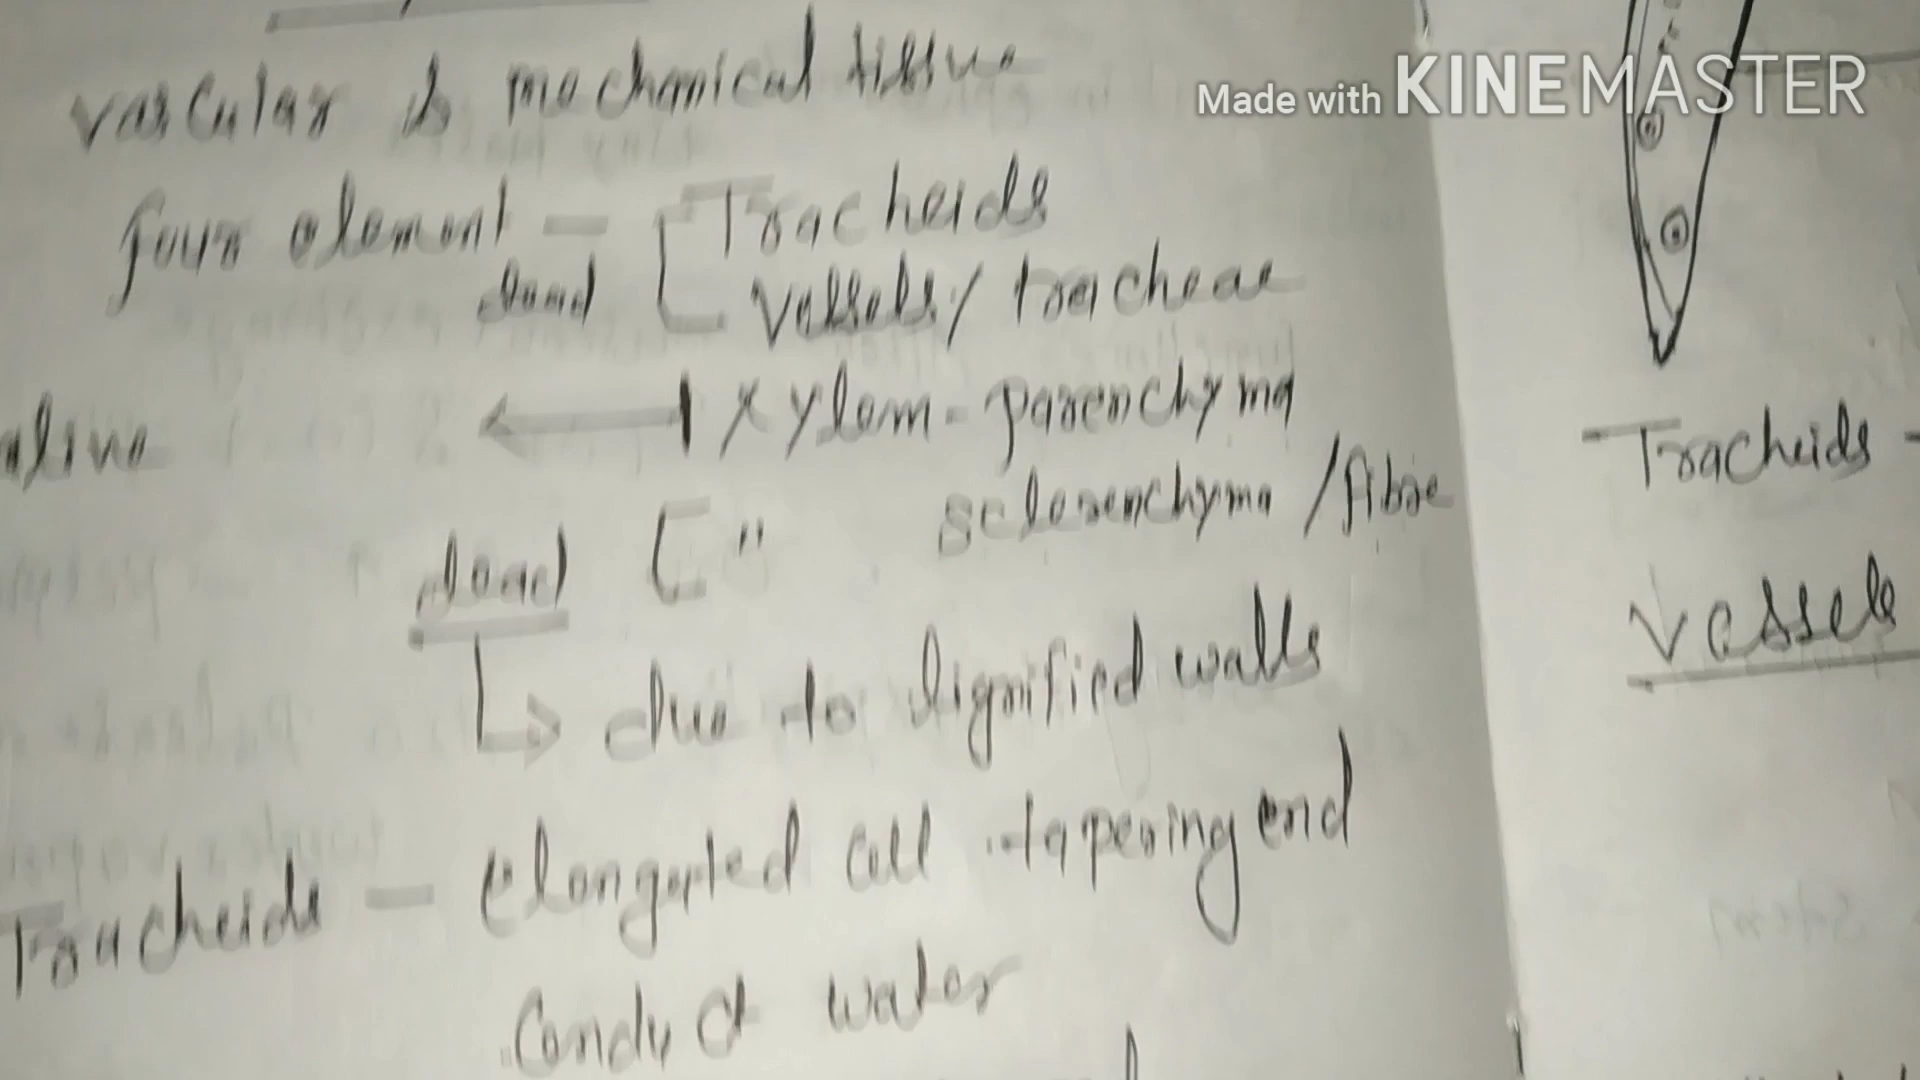 vascular & mechanical tissue
four element - Tracheids
dead vessels/ tracheae
alive ← xylem-parenchyma
dead " sclerenchyma /fibre
due to lignified walls
Tracheids - elongated cell tapering end
conduct water
Made with KINEMASTER
Tracheids -
Vessels